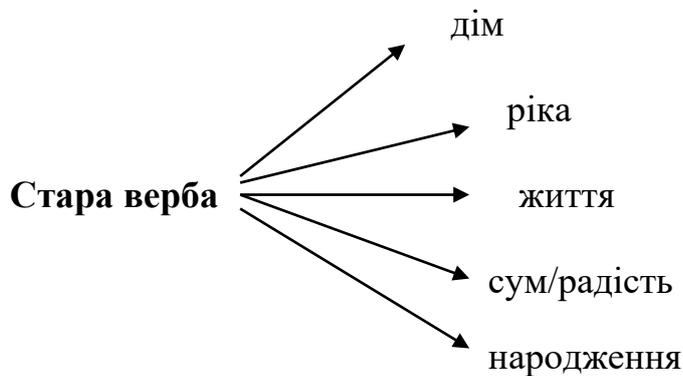 дім
ріка
Стара верба
життя
сум/радість
народження